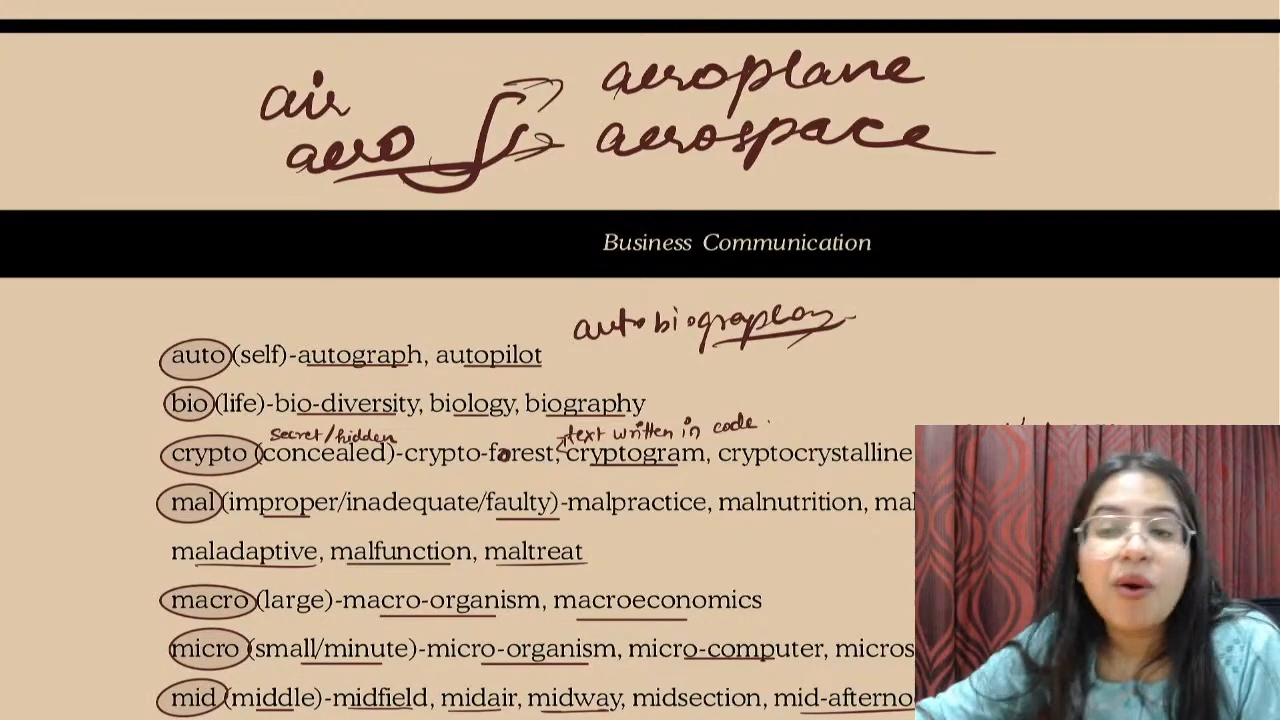 air
aero
aeroplane
aerospace
Business Communication
autobiography
auto (self)-autograph, autopilot
bio (life)-bio-diversity, biology, biography
secret/hidden
text written in code
crypto (concealed)-crypto-forest, cryptogram, cryptocrystalline
mal (improper/inadequate/faulty)-malpractice, malnutrition, mal
maladaptive, malfunction, maltreat
macro (large)-macro-organism, macroeconomics
micro (small/minute)-micro-organism, micro-computer, micros
mid (middle)-midfield, midair, midway, midsection, mid-afterno